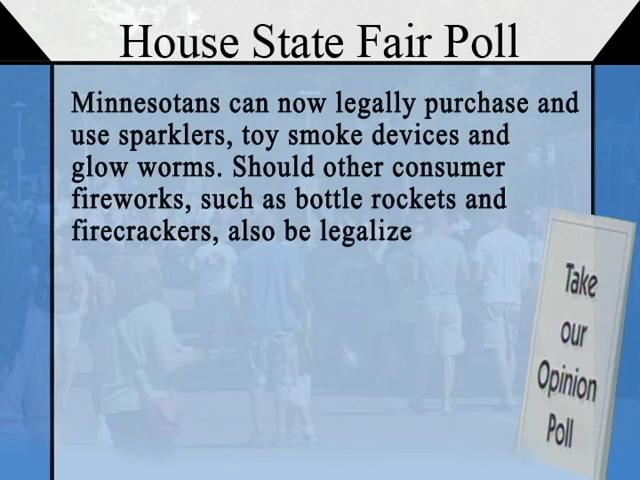 House State Fair Poll
Minnesotans can now legally purchase and
use sparklers, toy smoke devices and
glow worms. Should other consumer
fireworks, such as bottle rockets and
firecrackers, also be legalize
Take
our
Opinion
Poll